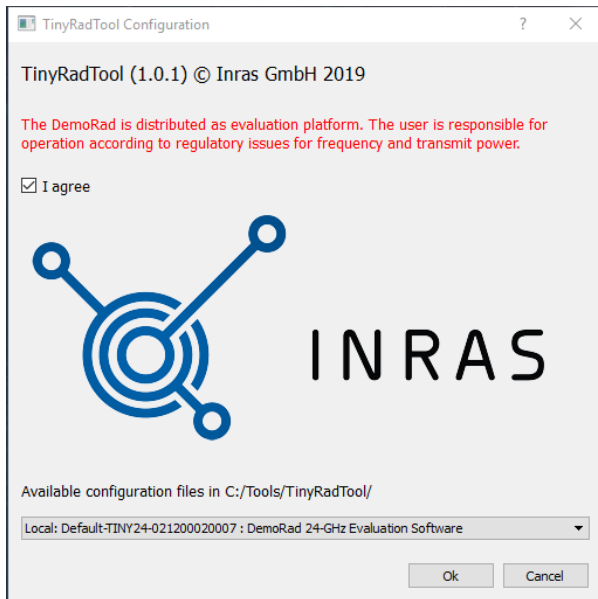 TinyRadTool Configuration
TinyRadTool (1.0.1) © Inras GmbH 2019
The DemoRad is distributed as evaluation platform. The user is responsible for
operation according to regulatory issues for frequency and transmit power.
I agree
INRAS
Available configuration files in C:/Tools/TinyRadTool/
Local: Default-TINY24-021200020007 : DemoRad 24-GHz Evaluation Software
Ok Cancel